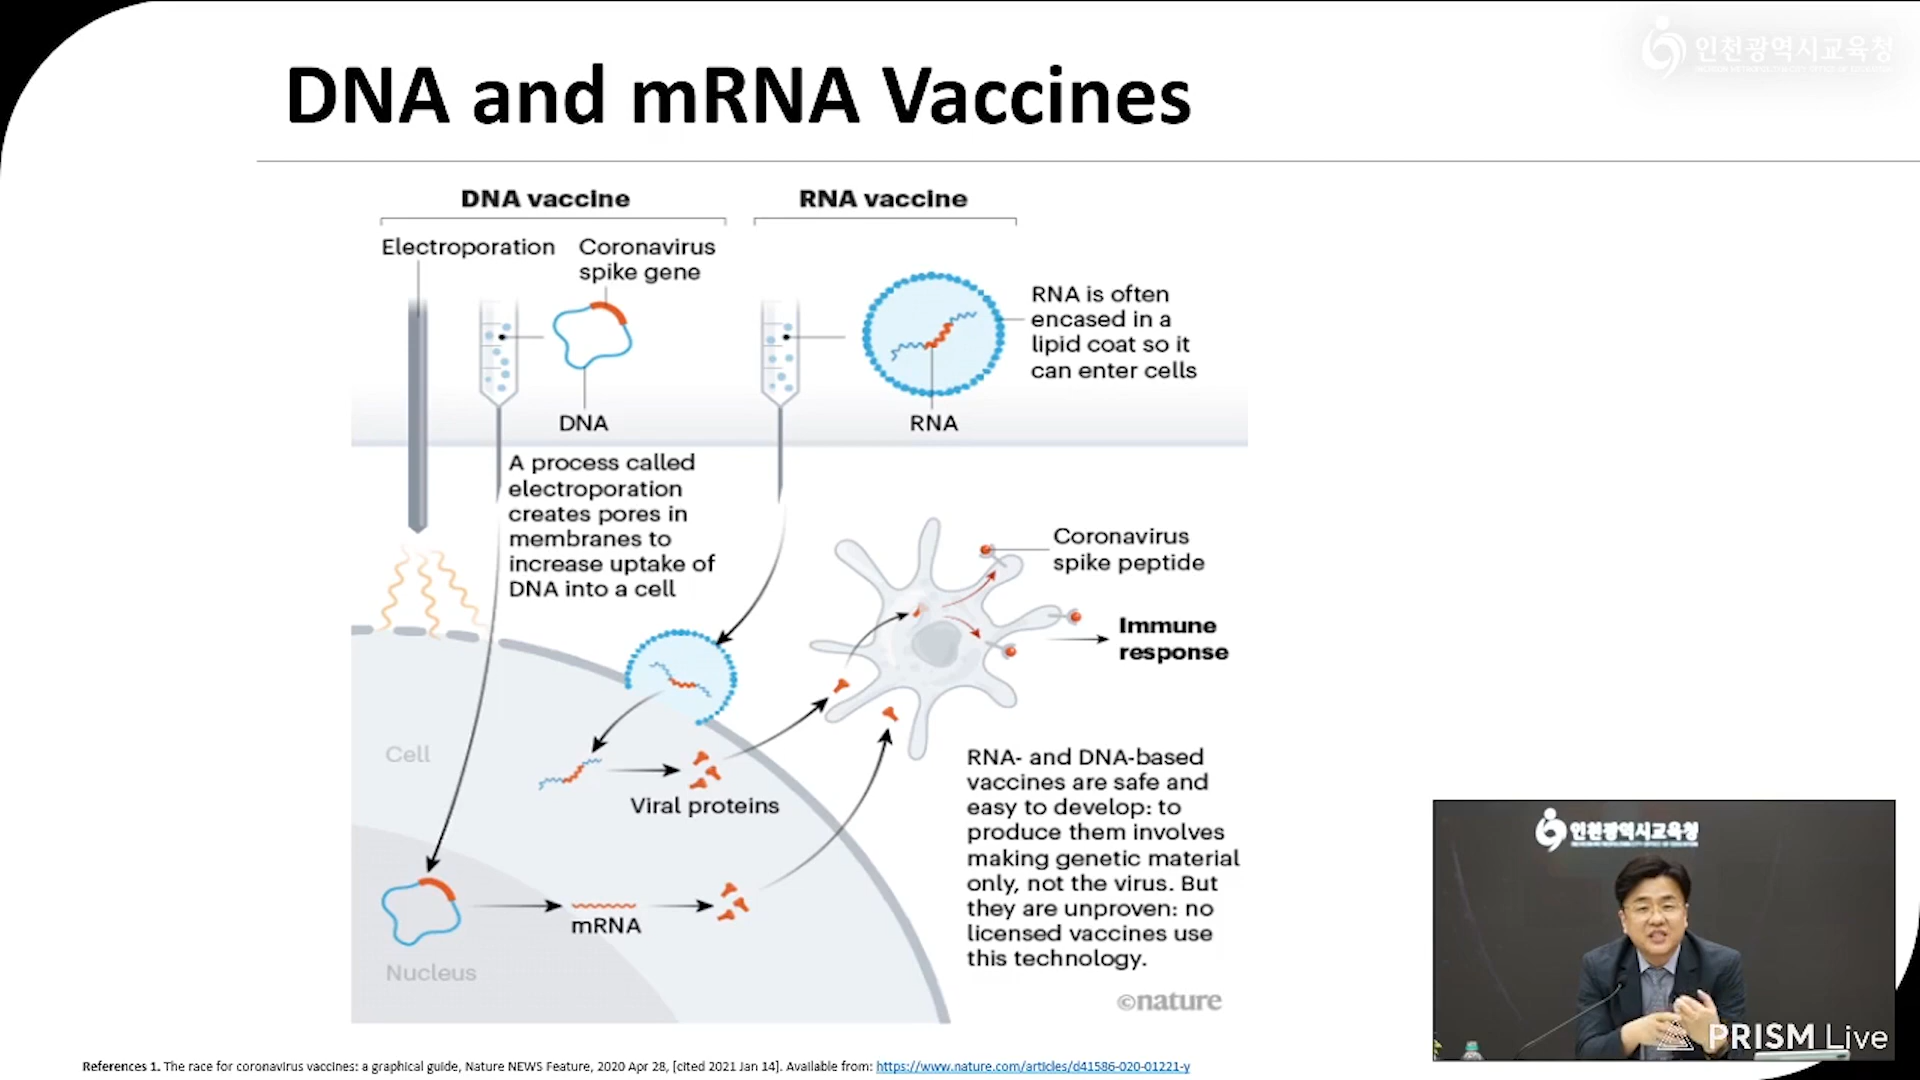 인천광역시교육청
DNA and mRNA Vaccines
DNA vaccine
RNA vaccine
Electroporation
Coronavirus
spike gene
DNA
RNA is often
encased in a
lipid coat so it
can enter cells
RNA
A process called
electroporation
creates pores in
membranes to
increase uptake of
DNA into a cell
Coronavirus
spike peptide
Immune
response
Cell
Viral proteins
mRNA
Nucleus
RNA- and DNA-based
vaccines are safe and
easy to develop: to
produce them involves
making genetic material
only, not the virus. But
they are unproven: no
licensed vaccines use
this technology.
©nature
인천광역시교육청
PRISM Live
References 1. The race for coronavirus vaccines: a graphical guide, Nature NEWS Feature, 2020 Apr 28, [cited 2021 Jan 14]. Available from: https://www.nature.com/articles/d41586-020-01221-y